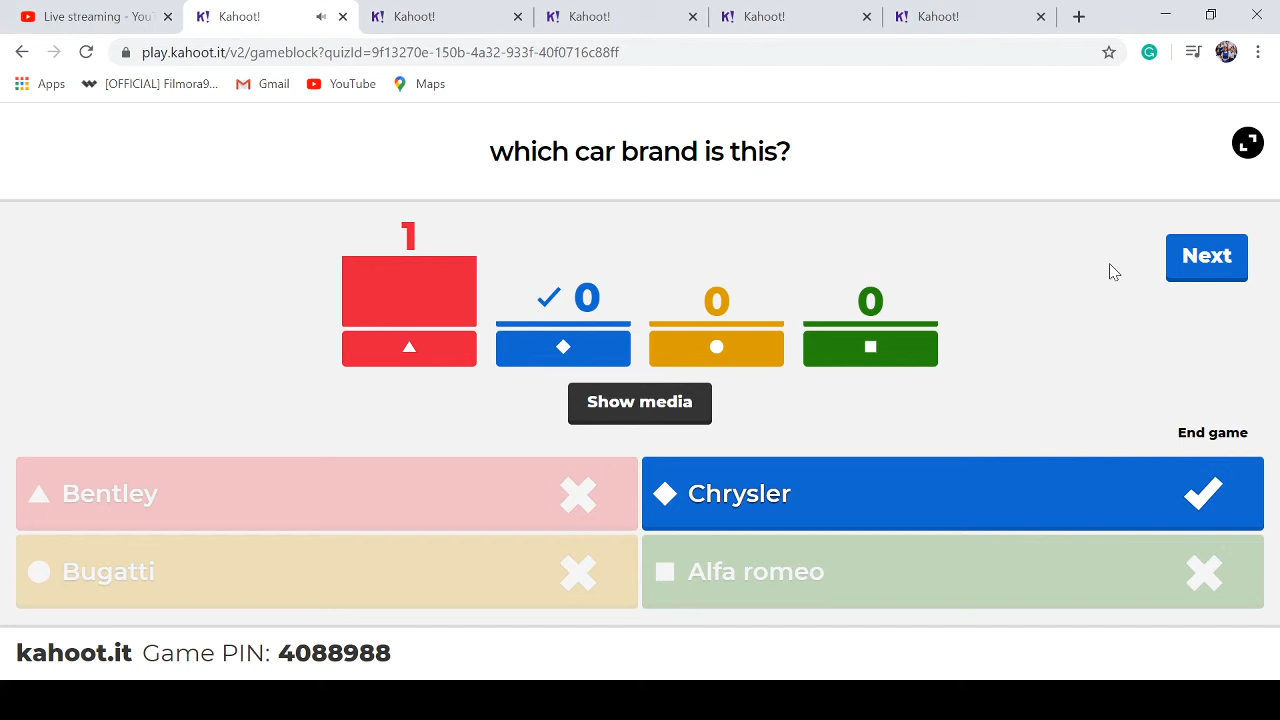 Live streaming - YouT
K! Kahoot!
K! Kahoot!
K! Kahoot!
K! Kahoot!
K! Kahoot!
play.kahoot.it/v2/gameblock?quizId=9f13270e-150b-4a32-933f-40f0716c88ff
Apps
[OFFICIAL] Filmora9...
Gmail
YouTube
Maps
which car brand is this?
1
0
0
0
Next
Show media
End game
Bentley
Chrysler
Bugatti
Alfa romeo
kahoot.it Game PIN: 4088988